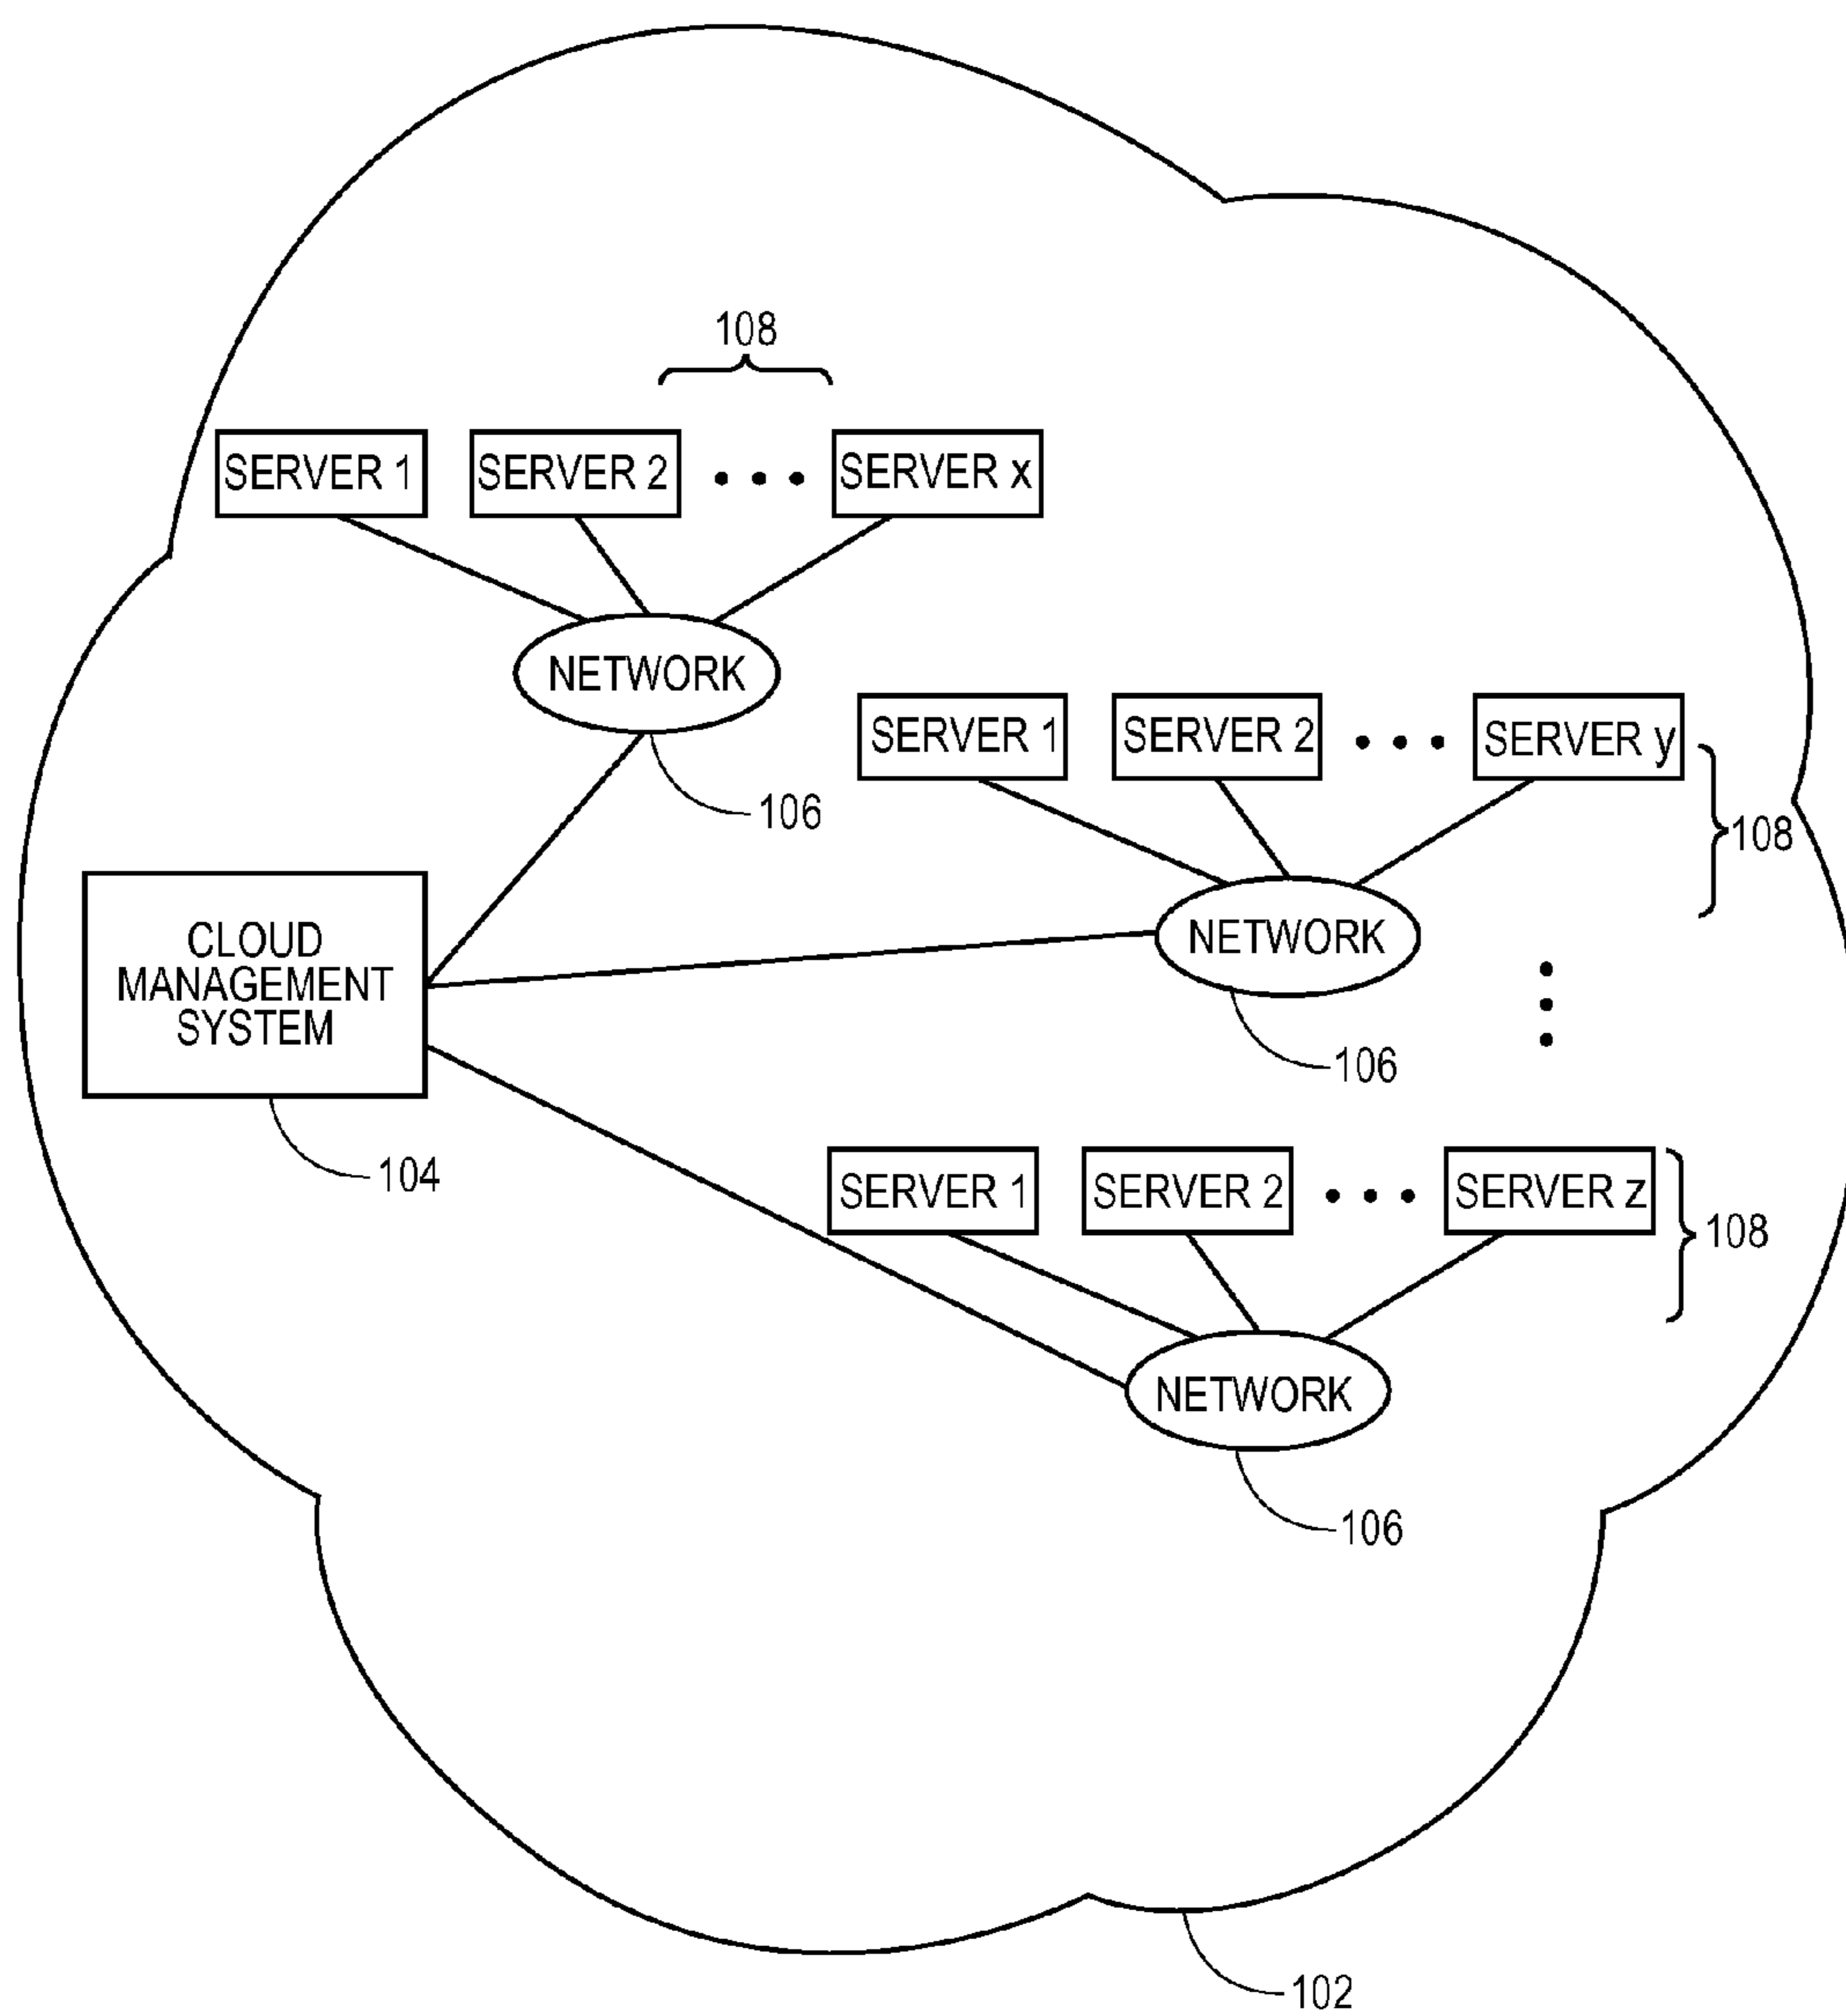 108
SERVER 1
SERVER 2
SERVER x
NETWORK
106
SERVER 1
SERVER 2
SERVER y
108
NETWORK
106
CLOUD
MANAGEMENT
SYSTEM
104
SERVER 1
SERVER 2
SERVER z
108
NETWORK
106
102